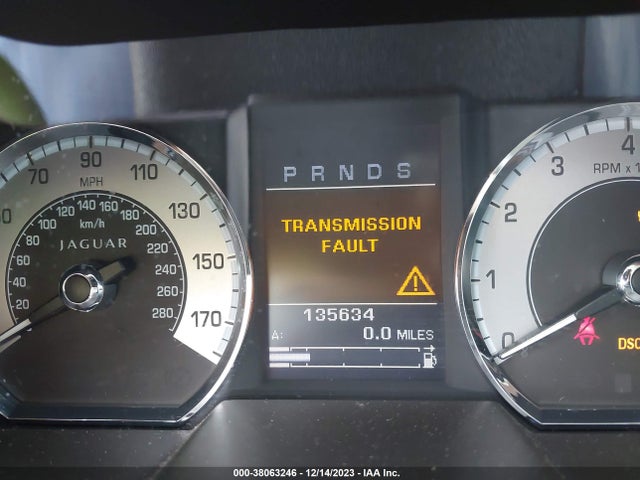 P R N D S
TRANSMISSION
FAULT
135634
A: 0.0 MILES
70 90 110 130 150 170
MPH
20 40 60 80 100 120 140 160 180 200 220 240 260 280
km/h
JAGUAR
0 1 2 3 4
RPM x 1
DSC
000-38063246 - 12/14/2023 - IAA Inc.